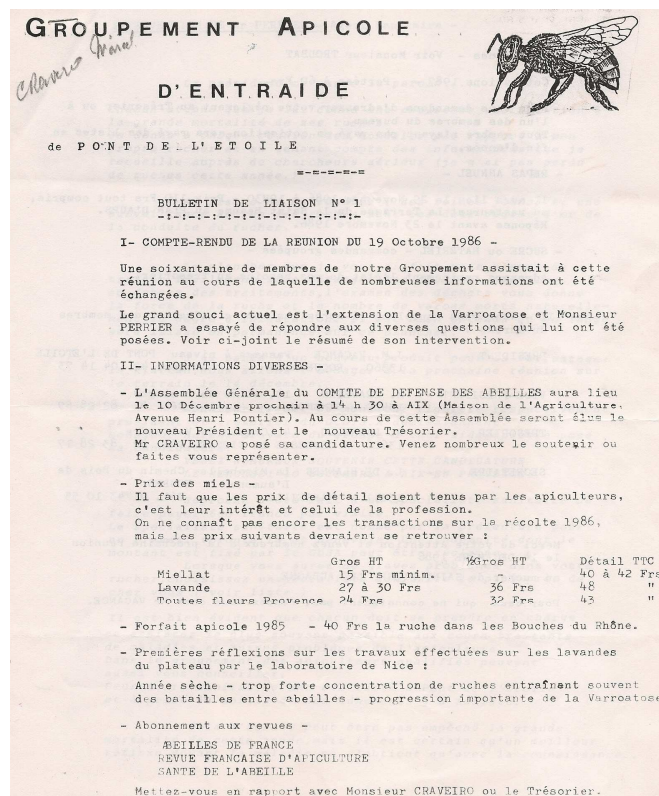 GROUPEMENT APICOLE
CRaveiro
D'ENTRAIDE
de PONT DE L'ETOILE
=-=-=-=-=
BULLETIN DE LIAISON N° 1
-:-:-:-:-:-:-:-:-:-:-:-:-:-
I- COMPTE-RENDU DE LA REUNION DU 19 Octobre 1986 -
Une soixantaine de membres de notre Groupement assistait à cette
réunion au cours de laquelle de nombreuses informations ont été
échangées.
Le grand souci actuel est l'extension de la Varroatose et Monsieur
PERRIER a essayé de répondre aux diverses questions qui lui ont été
posées. Voir ci-joint le résumé de son intervention.
II- INFORMATIONS DIVERSES -
- L'Assemblée Générale du COMITE DE DEFENSE DES ABEILLES aura lieu
le 10 Décembre prochain à 14 h 30 à AIX (Maison de l'Agriculture,
Avenue Henri Pontier). Au cours de cette Assemblée seront élus le
nouveau Président et le nouveau Trésorier.
Mr CRAVEIRO a posé sa candidature. Venez nombreux le soutenir ou
faites vous représenter.
- Prix des miels -
Il faut que les prix de détail soient tenus par les apiculteurs,
c'est leur intérêt et celui de la profession.
On ne connaît pas encore les transactions sur la récolte 1986,
mais les prix suivants devraient se retrouver :
Gros HT ½Gros HT Détail TTC
Miellat 15 Frs minim. - 40 à 42 Frs
Lavande 27 à 30 Frs 36 Frs 48 "
Toutes fleurs Provence 24 Frs 32 Frs 43 "
- Forfait apicole 1985 - 40 Frs la ruche dans les Bouches du Rhône.
- Premières réflexions sur les travaux effectuées sur les lavandes
du plateau par le laboratoire de Nice :
Année sèche - trop forte concentration de ruches entraînant souvent
des batailles entre abeilles - progression importante de la Varroatose
- Abonnement aux revues -
ABEILLES DE FRANCE
REVUE FRANCAISE D'APICULTURE
SANTE DE L'ABEILLE
Mettez-vous en rapport avec Monsieur CRAVEIRO ou le Trésorier.